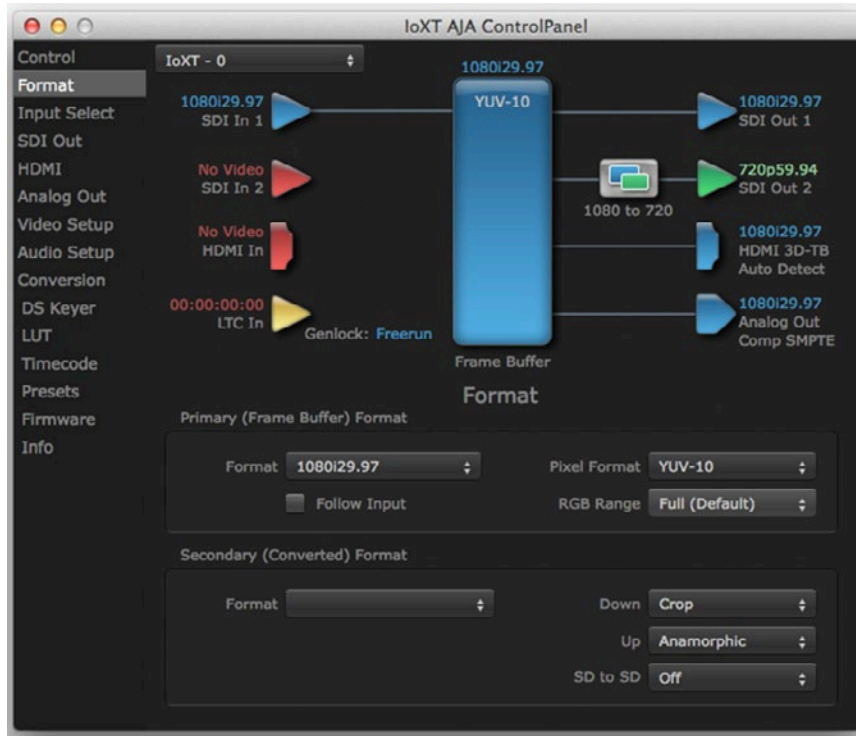 IoXT AJA ControlPanel
Control
Format
Input Select
SDI Out
HDMI
Analog Out
Video Setup
Audio Setup
Conversion
DS Keyer
LUT
Timecode
Presets
Firmware
Info
IoXT - 0
1080i29.97
SDI In 1
No Video
SDI In 2
No Video
HDMI In
00:00:00:00
LTC In
Genlock: Freerun
1080i29.97
YUV-10
Frame Buffer
1080 to 720
1080i29.97
SDI Out 1
720p59.94
SDI Out 2
1080i29.97
HDMI 3D-TB
Auto Detect
1080i29.97
Analog Out
Comp SMPTE
Format
Primary (Frame Buffer) Format
Format 1080i29.97
Follow Input
Pixel Format YUV-10
RGB Range Full (Default)
Secondary (Converted) Format
Format
Down Crop
Up Anamorphic
SD to SD Off